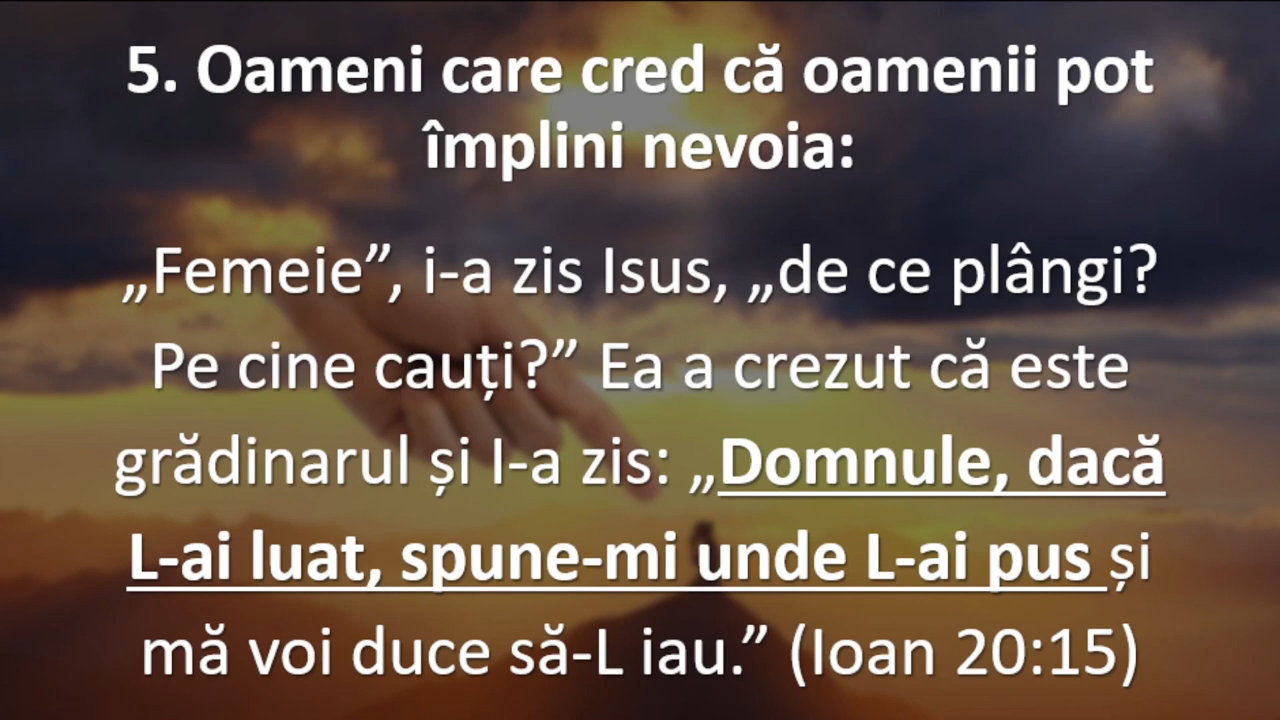 5. Oameni care cred că oamenii pot
împlini nevoia:
„Femeie”, i-a zis Isus, „de ce plângi?
Pe cine cauți?” Ea a crezut că este
grădinarul și I-a zis: „Domnule, dacă
L-ai luat, spune-mi unde L-ai pus și
mă voi duce să-L iau.” (Ioan 20:15)